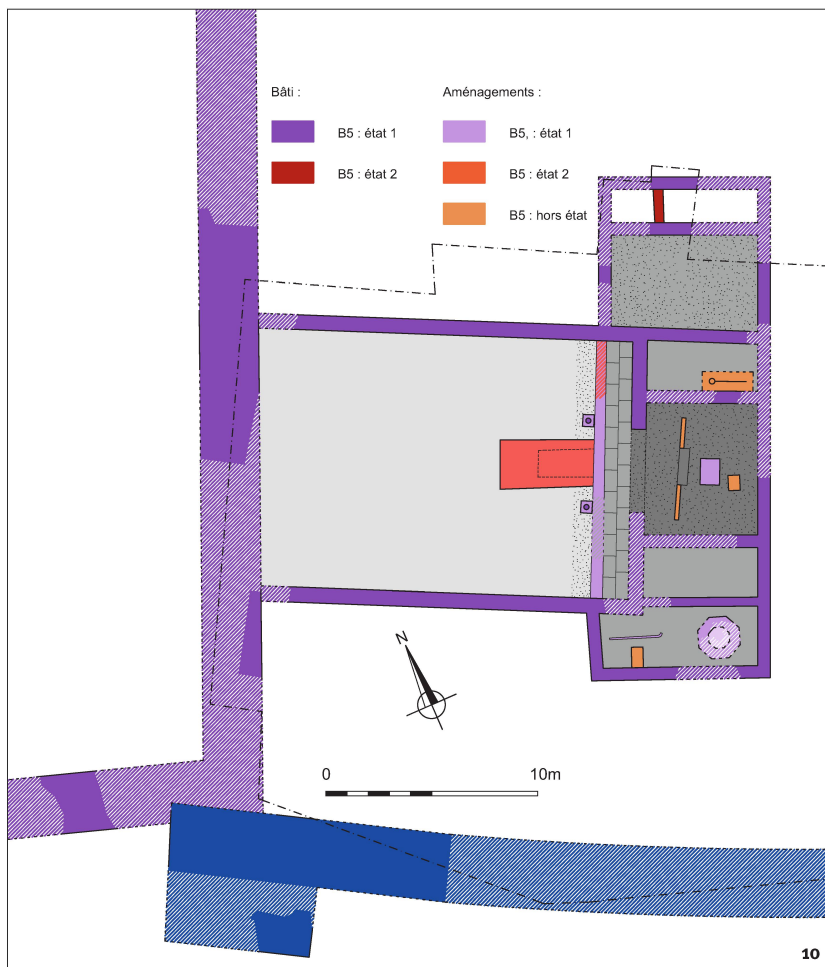 Bâti :
Aménagements :
B5 : état 1
B5, : état 1
B5 : état 2
B5 : état 2
B5 : hors état
N
0
10m
10